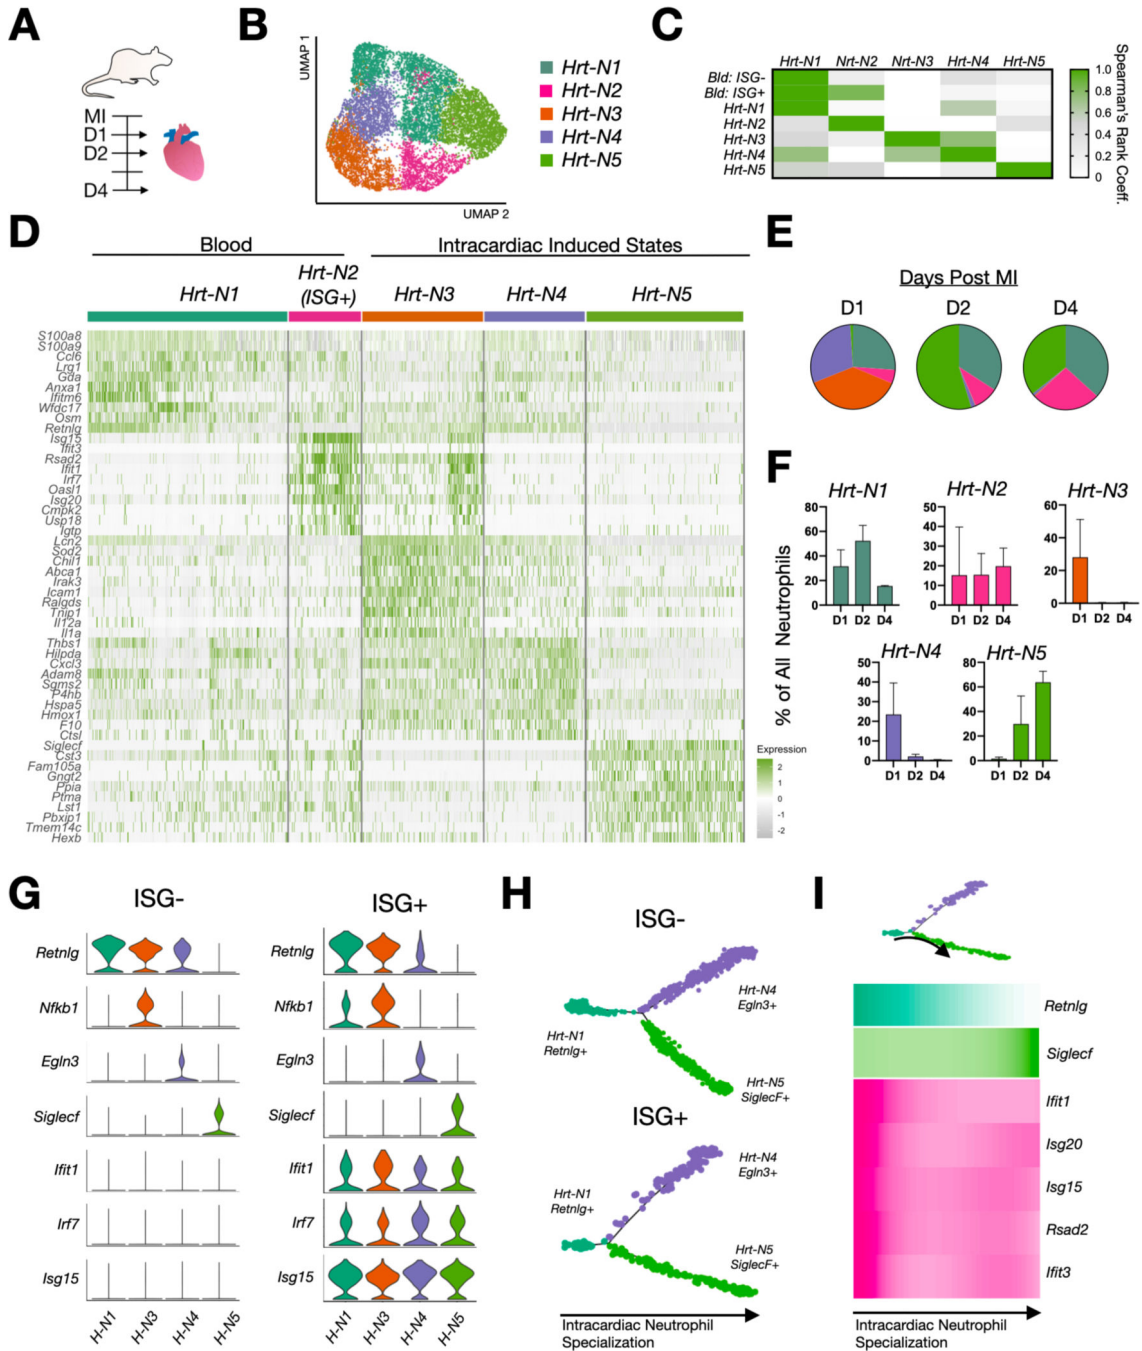 A
MI
D1
D2
D4
B
UMAP 1
UMAP 2
Hrt-N1
Hrt-N2
Hrt-N3
Hrt-N4
Hrt-N5
C
Hrt-N1 Nrt-N2 Nrt-N3 Hrt-N4 Hrt-N5
Bld: ISG-
Bld: ISG+
Hrt-N1
Hrt-N2
Hrt-N3
Hrt-N4
Hrt-N5
1.0
0.8
0.6
0.4
0.2
0
Spearman's Rank Coeff.
D
Blood
Intracardiac Induced States
Hrt-N1
Hrt-N2
(ISG+)
Hrt-N3
Hrt-N4
Hrt-N5
S100a8
S100a9
Ccl6
Lrg1
Gda
Anxa1
Ifitm6
Wfdc17
Osm
Retnlg
Isg15
Ifit3
Rsad2
Ifit1
Irf7
Oasl1
Isg20
Cmpk2
Usp18
Igtp
Lcn2
Sod2
Chil1
Abca1
Irak3
Icam1
Ralgds
Tnip1
Il12a
Il1a
Thbs1
Hilpda
Cxcl3
Adam8
Sgms2
P4hb
Hspa5
Hmox1
F10
Ctsl
Siglecf
Cst3
Fam105a
Gngt2
Ppia
Ptma
Lst1
Pbxip1
Tmem14c
Hexb
Expression
2
1
0
-1
-2
E
Days Post MI
D1
D2
D4
F
% of All Neutrophils
Hrt-N1
80
60
40
20
0
D1 D2 D4
Hrt-N2
50
40
30
20
10
0
D1 D2 D4
Hrt-N3
60
40
20
0
D1 D2 D4
Hrt-N4
50
40
30
20
10
0
D1 D2 D4
Hrt-N5
80
60
40
20
0
D1 D2 D4
G
ISG-
Retnlg
Nfkb1
Egln3
Siglecf
Ifit1
Irf7
Isg15
H-N1
H-N3
H-N4
H-N5
ISG+
Retnlg
Nfkb1
Egln3
Siglecf
Ifit1
Irf7
Isg15
H-N1
H-N3
H-N4
H-N5
H
ISG-
Hrt-N4
Egln3+
Hrt-N1
Retnlg+
Hrt-N5
SiglecF+
ISG+
Hrt-N4
Egln3+
Hrt-N1
Retnlg+
Hrt-N5
SiglecF+
Intracardiac Neutrophil
Specialization
I
Retnlg
Siglecf
Ifit1
Isg20
Isg15
Rsad2
Ifit3
Intracardiac Neutrophil
Specialization